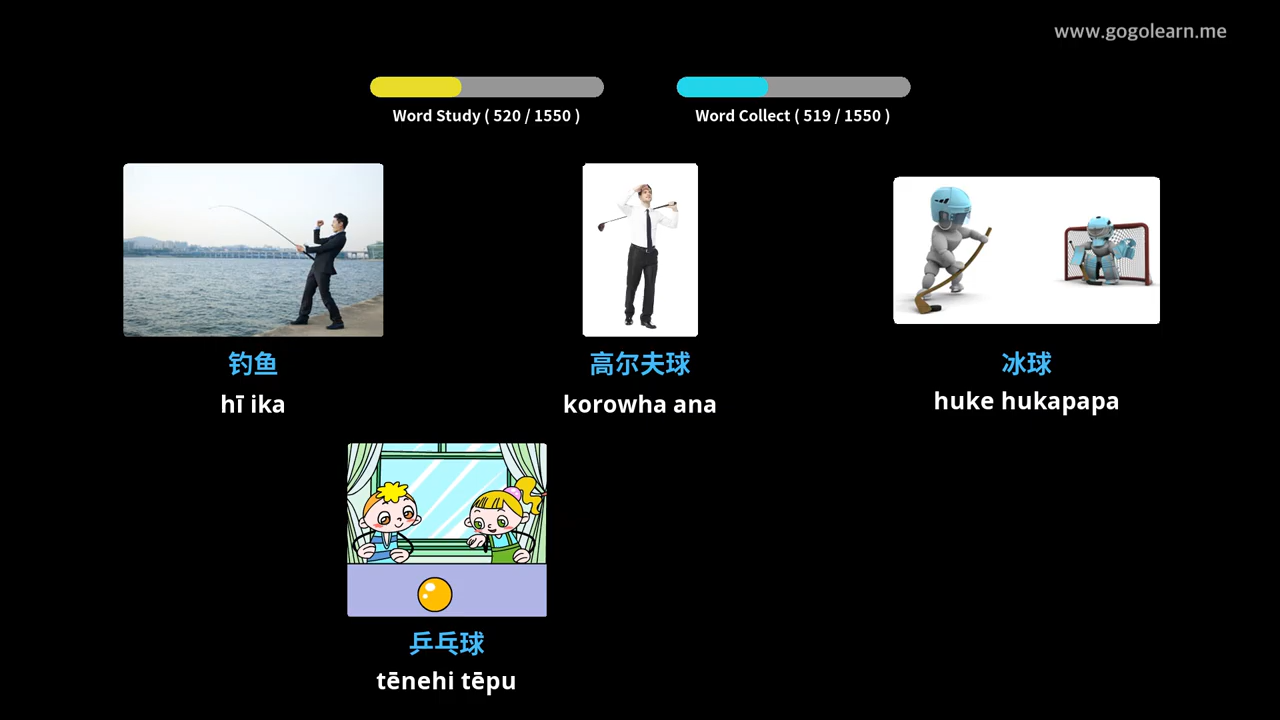 www.gogolearn.me
Word Study ( 520 / 1550 )
Word Collect ( 519 / 1550 )
钓鱼
hī ika
高尔夫球
korowha ana
冰球
huke hukapapa
乒乓球
tēnehi tēpu